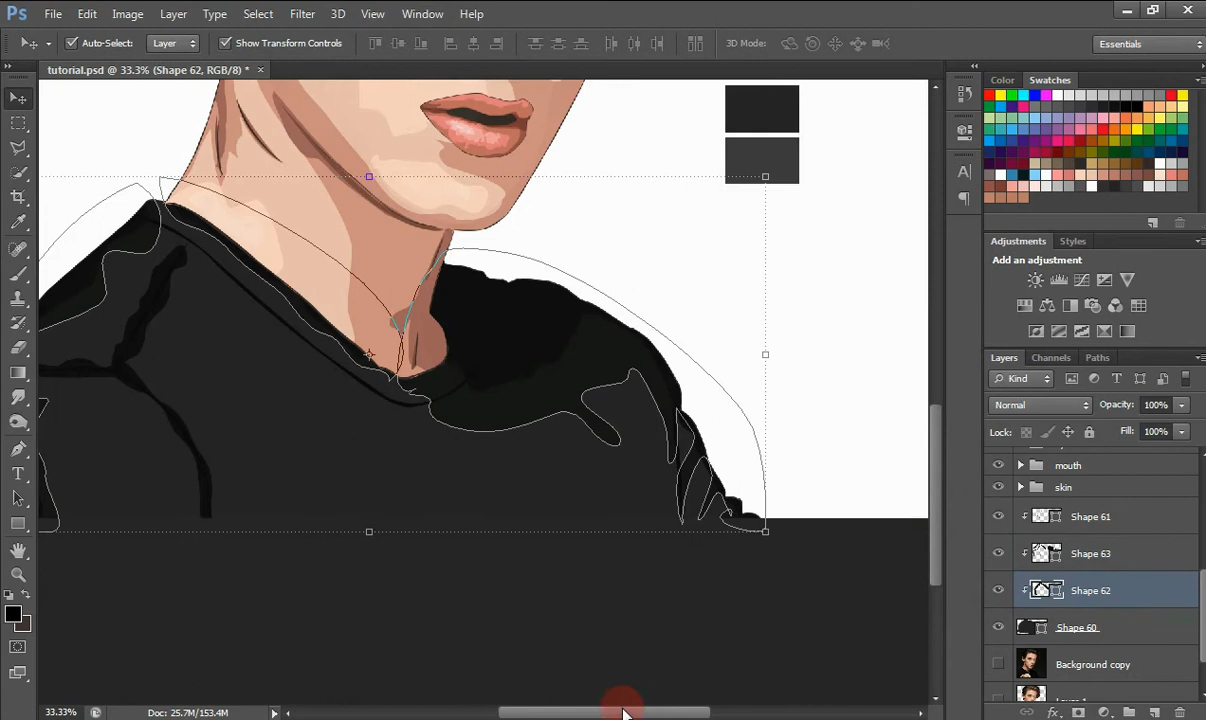 Ps File Edit Image Layer Type Select Filter 3D View Window Help
Auto-Select: Layer Show Transform Controls 3D Mode: Essentials
tutorial.psd @ 33.3% (Shape 62, RGB/8) * ×
Color Swatches
Adjustments Styles
Add an adjustment
Layers Channels Paths
Kind
Normal Opacity: 100%
Lock: Fill: 100%
mouth
skin
Shape 61
Shape 63
Shape 62
Shape 60
Background copy
33.33% Doc: 25.7M/153.4M